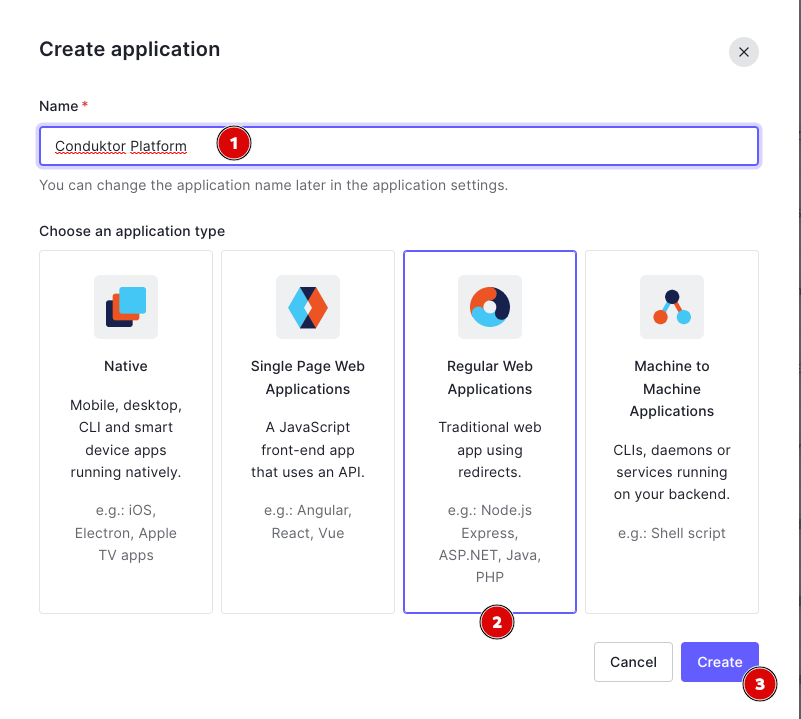 Create application
Name *
Conduktor Platform
1
You can change the application name later in the application settings.
Choose an application type
Native
Mobile, desktop,
CLI and smart
device apps
running natively.
e.g.: iOS,
Electron, Apple
TV apps
Single Page Web
Applications
A JavaScript
front-end app
that uses an API.
e.g.: Angular,
React, Vue
Regular Web
Applications
Traditional web
app using
redirects.
e.g.: Node.js
Express,
ASP.NET, Java,
PHP
2
Machine to
Machine
Applications
CLIs, daemons or
services running
on your backend.
e.g.: Shell script
Cancel
Create
3